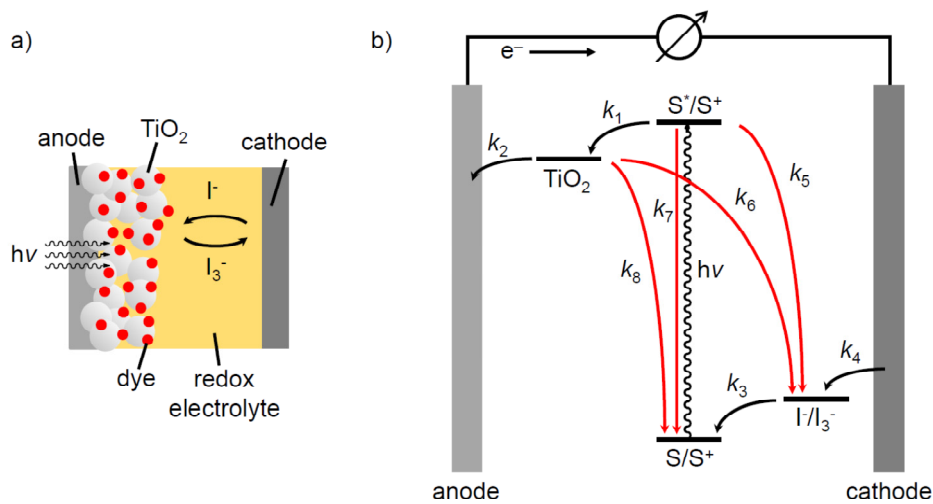 a)
anode
TiO₂
cathode
I⁻
hν
I₃⁻
dye
redox
electrolyte
b)
e⁻
S*/S⁺
k₁
k₂
TiO₂
k₅
k₆
k₇
k₈
hν
k₄
k₃
I⁻/I₃⁻
S/S⁺
anode
cathode